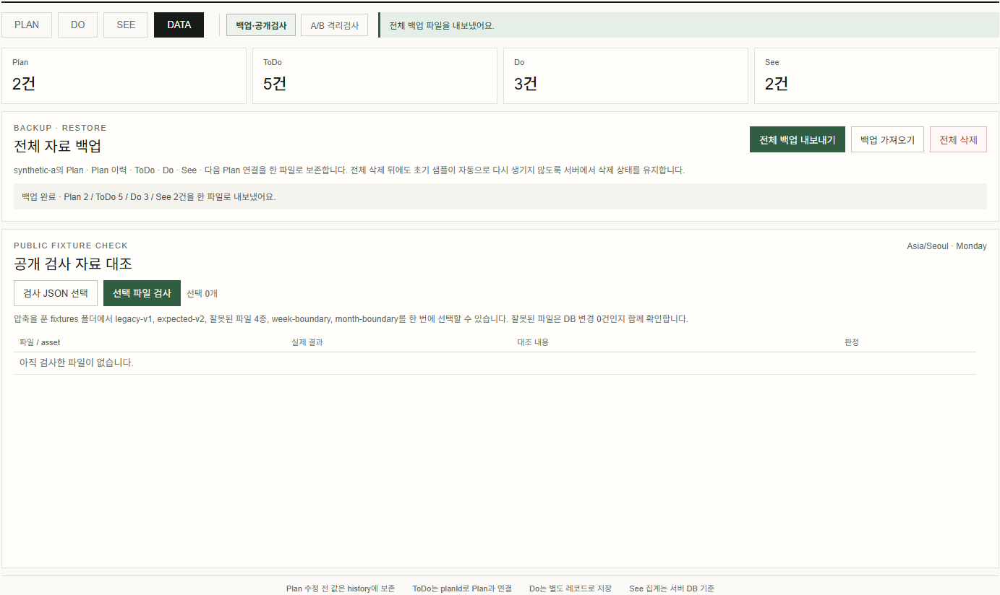 PLAN DO SEE DATA 백업·공개검사 A/B 격리검사 전체 백업 파일을 내보냈어요.
Plan ToDo Do See
2건 5건 3건 2건
BACKUP · RESTORE
전체 자료 백업
전체 백업 내보내기 백업 가져오기 전체 삭제
synthetic-a의 Plan · Plan 이력 · ToDo · Do · See · 다음 Plan 연결을 한 파일로 보존합니다. 전체 삭제 뒤에도 초기 샘플이 자동으로 다시 생기지 않도록 서버에서 삭제 상태를 유지합니다.
백업 완료 · Plan 2 / ToDo 5 / Do 3 / See 2건을 한 파일로 내보냈어요.
PUBLIC FIXTURE CHECK
공개 검사 자료 대조
Asia/Seoul · Monday
검사 JSON 선택 선택 파일 검사 선택 0개
압축을 푼 fixtures 폴더에서 legacy-v1, expected-v2, 잘못된 파일 4종, week-boundary, month-boundary를 한 번에 선택할 수 있습니다. 잘못된 파일은 DB 변경 0건인지 함께 확인합니다.
파일 / asset 실제 결과 대조 내용 판정
아직 검사한 파일이 없습니다.
Plan 수정 전 값은 history에 보존 ToDo는 planId로 Plan과 연결 Do는 별도 레코드로 저장 See 집계는 서버 DB 기준